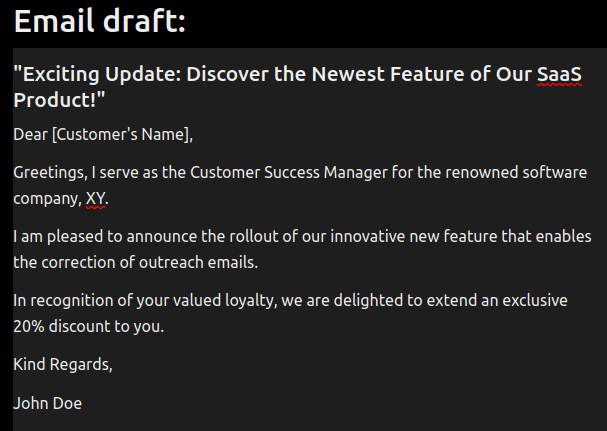 Email draft:
"Exciting Update: Discover the Newest Feature of Our SaaS
Product!"
Dear [Customer's Name],
Greetings, I serve as the Customer Success Manager for the renowned software
company, XY.
I am pleased to announce the rollout of our innovative new feature that enables
the correction of outreach emails.
In recognition of your valued loyalty, we are delighted to extend an exclusive
20% discount to you.
Kind Regards,
John Doe